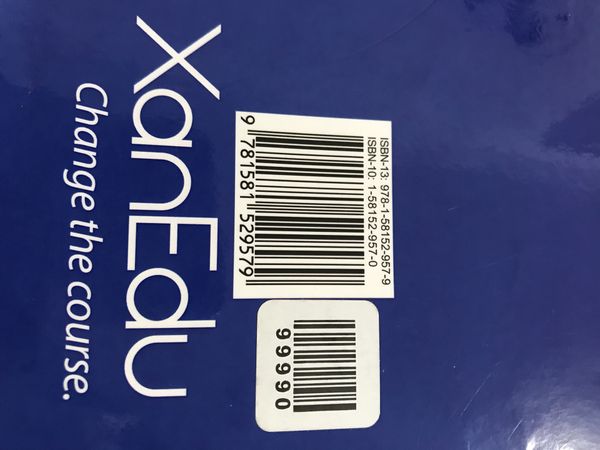 XanEdu
Change the course.
ISBN-13: 978-1-58152-957-9
ISBN-10: 1-58152-957-0
9 781581 529579
99990